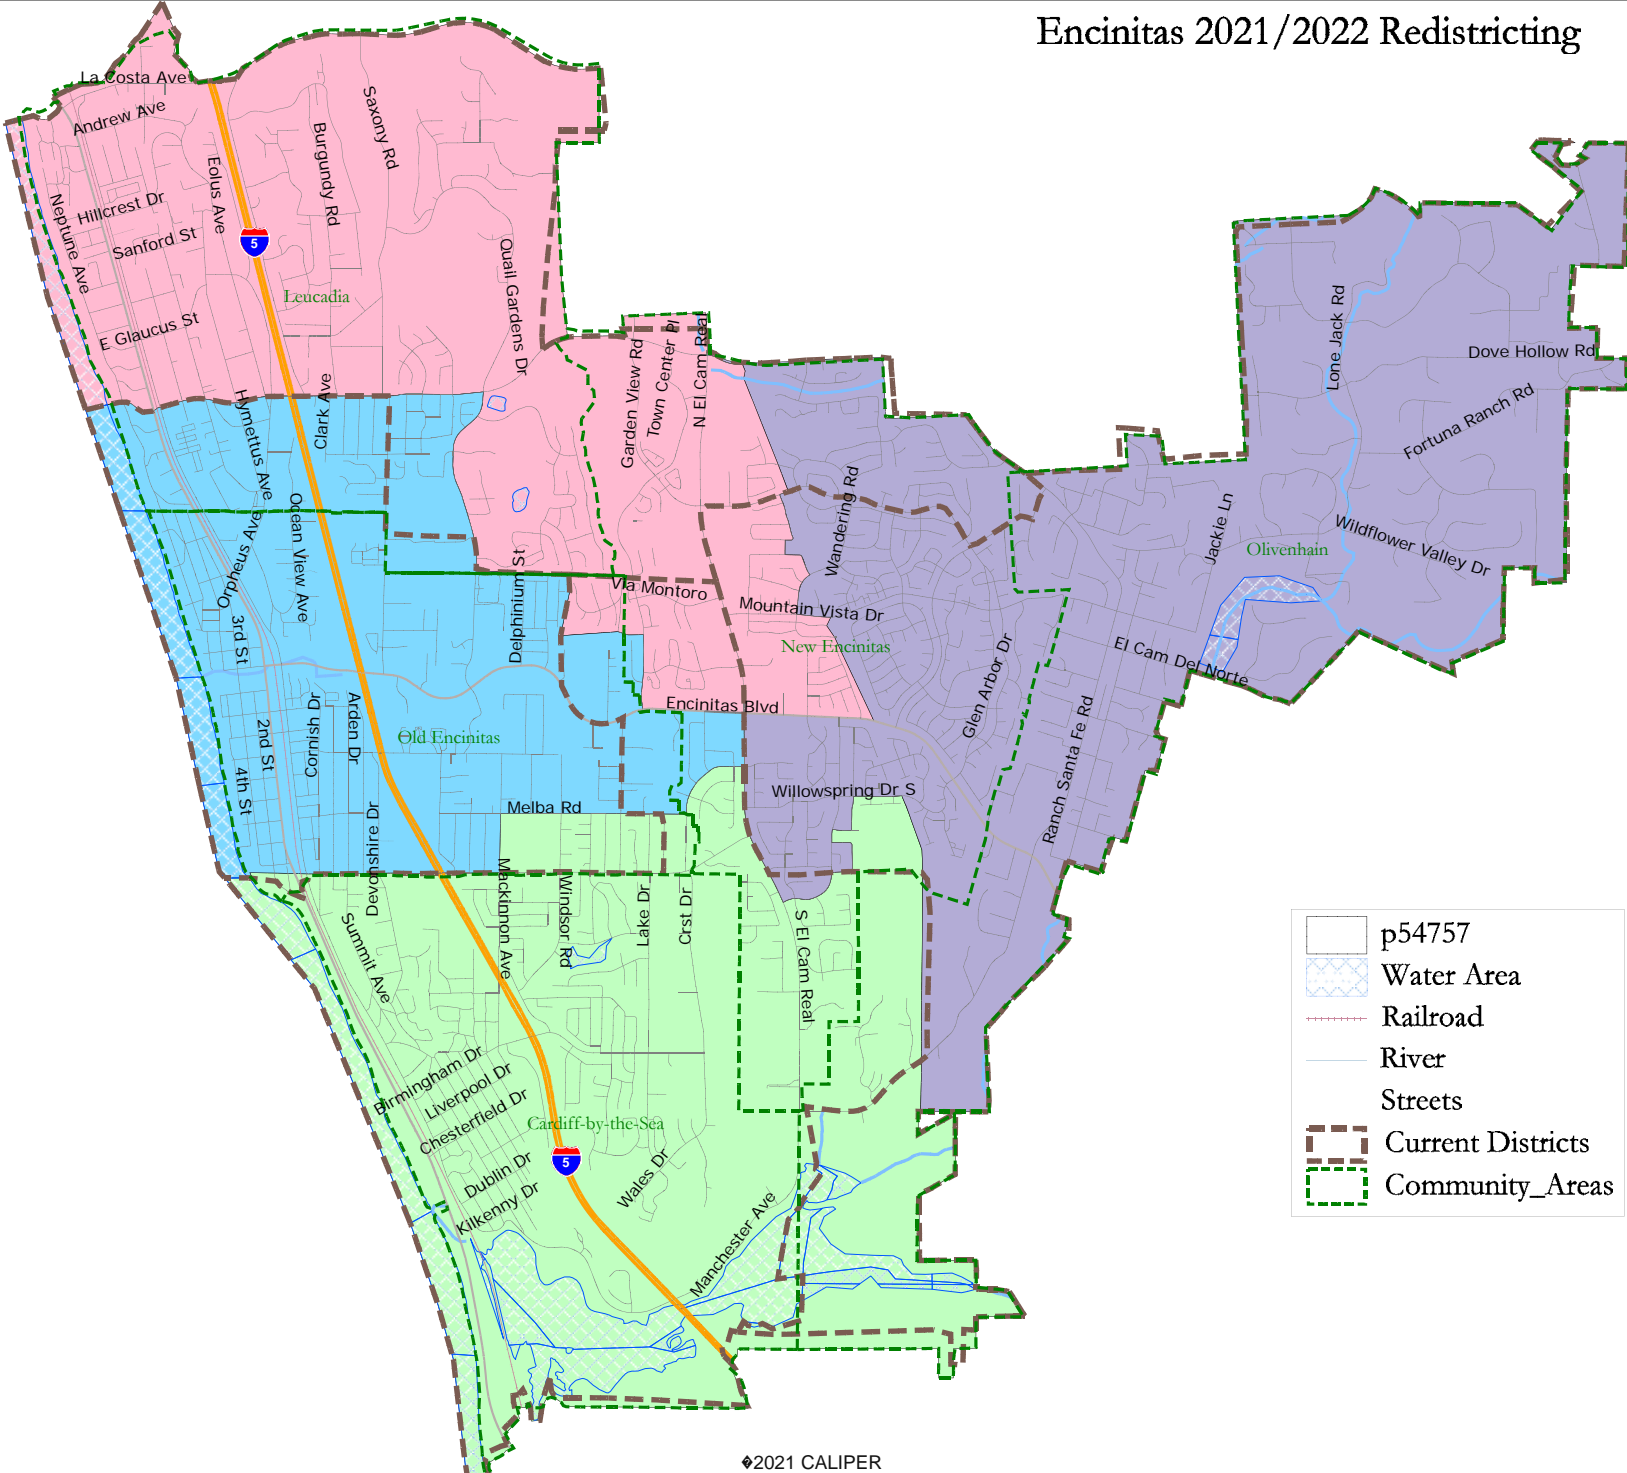 Encinitas 2021/2022 Redistricting
La Costa Ave
Andrew Ave
Saxony Rd
Burgundy Rd
Eolus Ave
Neptune Ave
Hillcrest Dr
Sanford St
5
Quail Gardens Dr
Leucadia
E Glaucus St
Garden View Rd
Town Center Pl
N El Cam Real
Lone Jack Rd
Dove Hollow Rd
Fortuna Ranch Rd
Hymettus Ave
Clark Ave
Wandering Rd
Jackie Ln
Wildflower Valley Dr
Olivenhain
Orpheus Ave
Ocean View Ave
Delphinium St
Via Montoro
Mountain Vista Dr
New Encinitas
3rd St
Glen Arbor Dr
El Cam Del Norte
Encinitas Blvd
Ranch Santa Fe Rd
2nd St
Cornish Dr
Arden Dr
Old Encinitas
4th St
Devonshire Dr
Melba Rd
Willowspring Dr S
Mackinnon Ave
Windsor Rd
Lake Dr
Crst Dr
S El Cam Real
Summit Ave
Birmingham Dr
Liverpool Dr
Chesterfield Dr
Cardiff-by-the-Sea
5
Dublin Dr
Kilkenny Dr
Wales Dr
Manchester Ave
p54757
Water Area
Railroad
River
Streets
Current Districts
Community_Areas
�2021 CALIPER